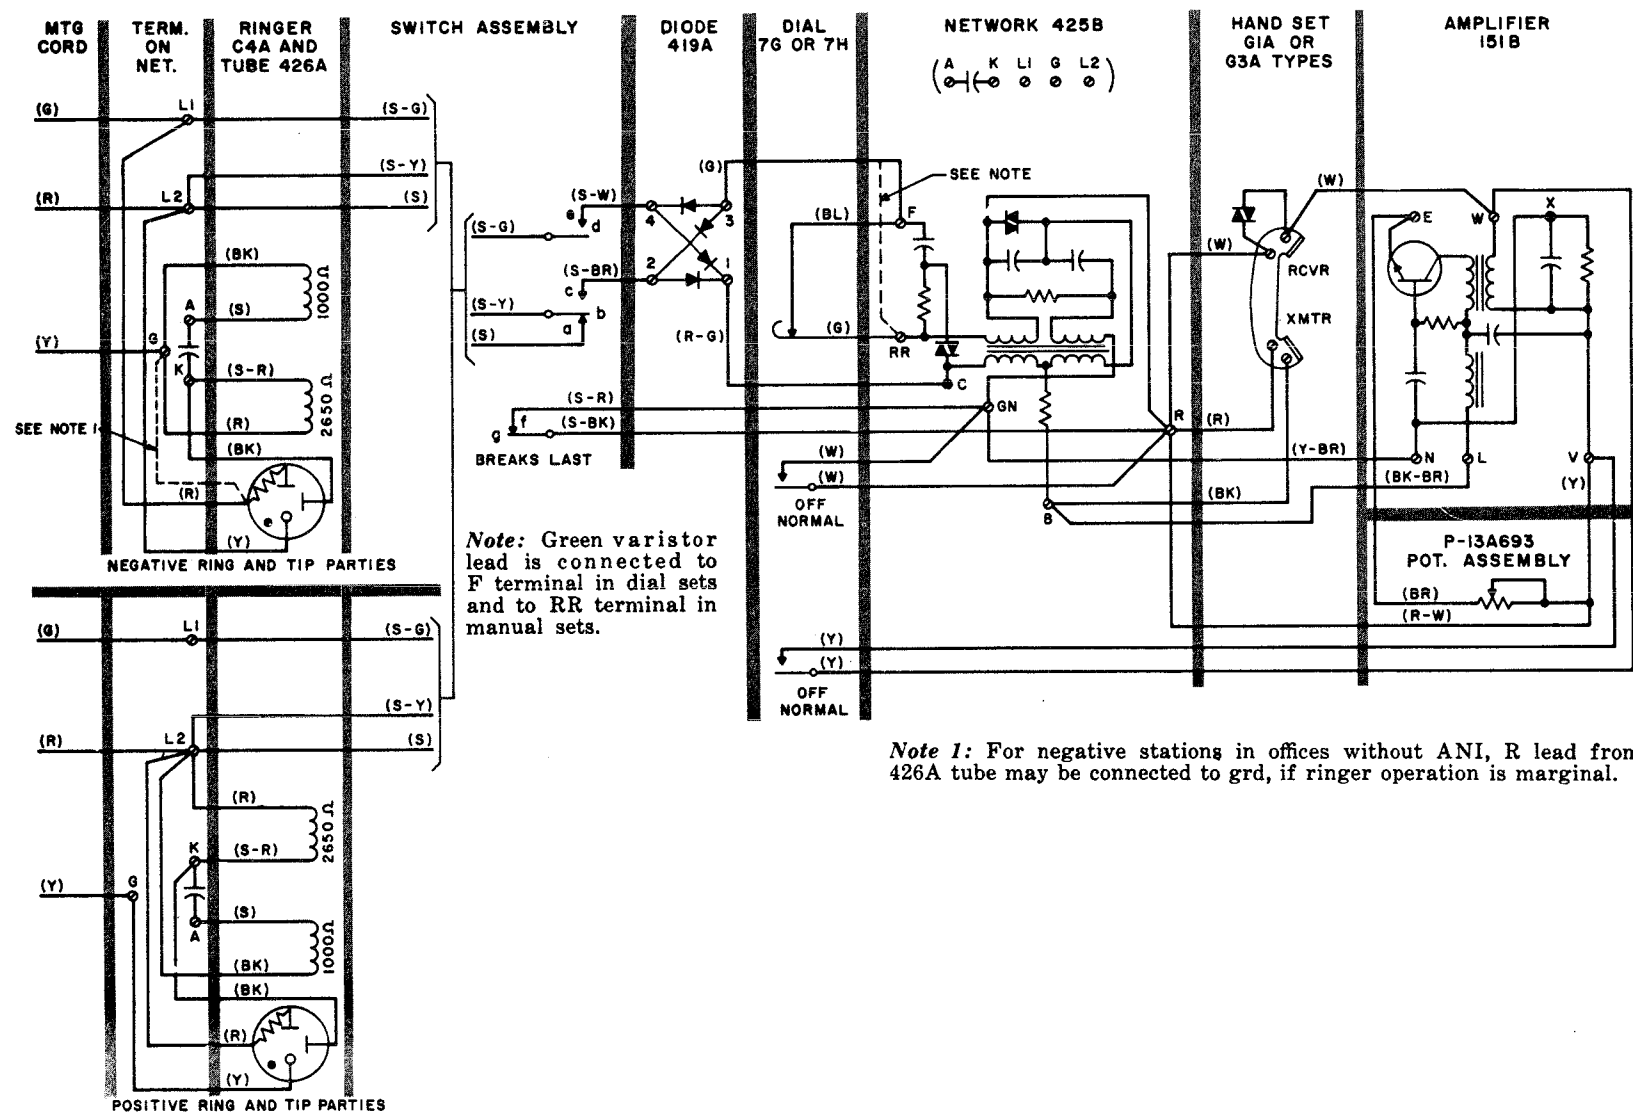 MTG
CORD
TERM.
ON
NET.
RINGER
C4A AND
TUBE 426A
SWITCH ASSEMBLY
DIODE
419A
DIAL
7G OR 7H
NETWORK 425B
HAND SET
G1A OR
G3A TYPES
AMPLIFIER
151B
(A K L1 G L2)
(G)
L1
(S-G)
(S-Y)
(R)
L2
(S)
(BK)
1000Ω
A
(S)
(Y)
G
K
(S-R)
2650Ω
(R)
SEE NOTE 1
(BK)
(R)
(Y)
NEGATIVE RING AND TIP PARTIES
(S-G)
(S-W)
e
d
(S-BR)
c
(S-Y)
b
a
(S)
4
3
2
1
(G)
(R-G)
(S-R)
f
g
(S-BK)
BREAKS LAST
(BL)
(G)
F
RR
SEE NOTE
C
GN
(W)
(W)
OFF
NORMAL
B
R
(W)
(W)
RCVR
XMTR
(R)
(Y-BR)
(BK)
(BK-BR)
E
W
X
N
L
V
(Y)
P-13A693
POT. ASSEMBLY
(BR)
(R-W)
(Y)
(Y)
OFF
NORMAL
Note: Green varistor
lead is connected to
F terminal in dial sets
and to RR terminal in
manual sets.
(G)
L1
(S-G)
(S-Y)
(R)
L2
(S)
(R)
2650Ω
K
(S-R)
(Y)
G
(S)
A
1000Ω
(BK)
(BK)
(R)
(Y)
POSITIVE RING AND TIP PARTIES
Note 1: For negative stations in offices without ANI, R lead from
426A tube may be connected to grd, if ringer operation is marginal.